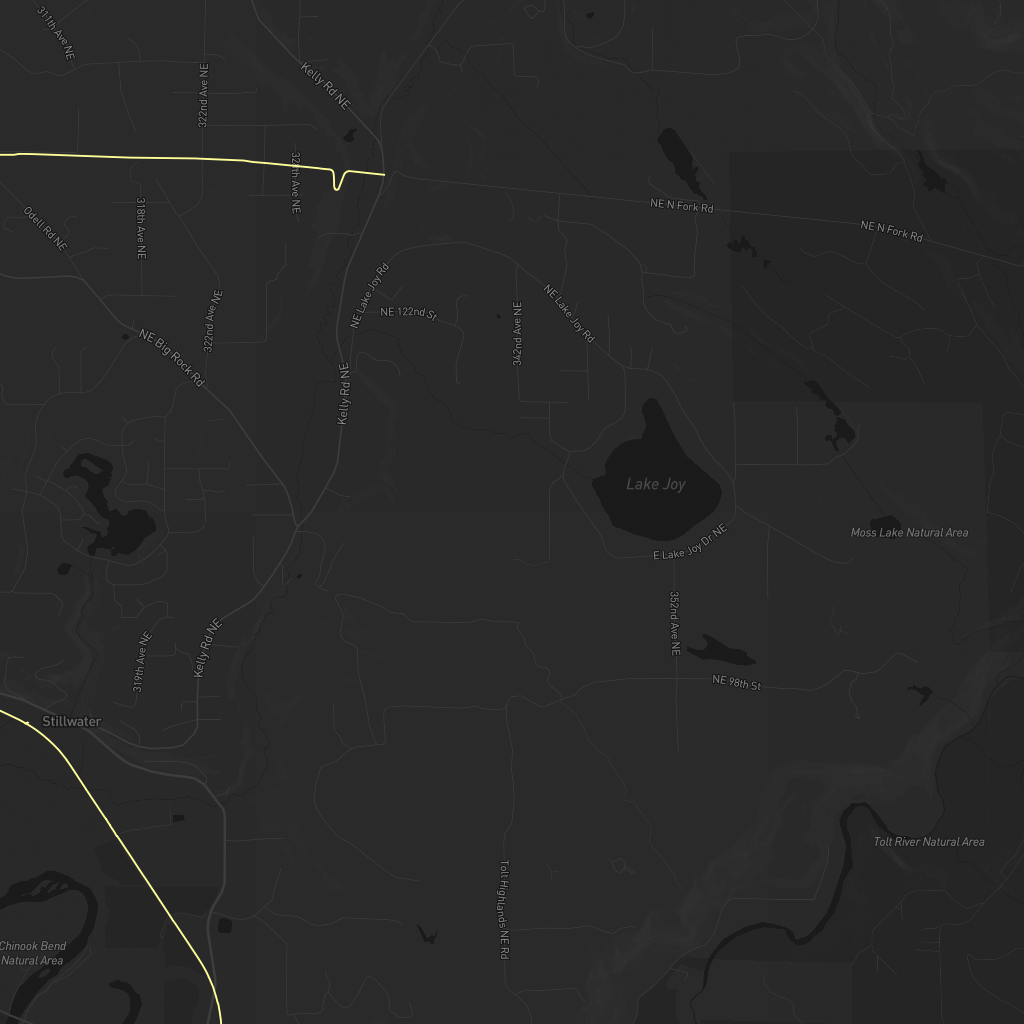 311th Ave NE
322nd Ave NE
Kelly Rd NE
328th Ave NE
318th Ave NE
Odell Rd NE
NE N Fork Rd
NE N Fork Rd
NE Lake Joy Rd
NE 122nd St
NE Lake Joy Rd
342nd Ave NE
322nd Ave NE
NE Big Rock Rd
Kelly Rd NE
Lake Joy
Moss Lake Natural Area
E Lake Joy Dr NE
352nd Ave NE
319th Ave NE
Kelly Rd NE
NE 98th St
Stillwater
Tolt River Natural Area
Tolt Highlands NE Rd
Chinook Bend
Natural Area